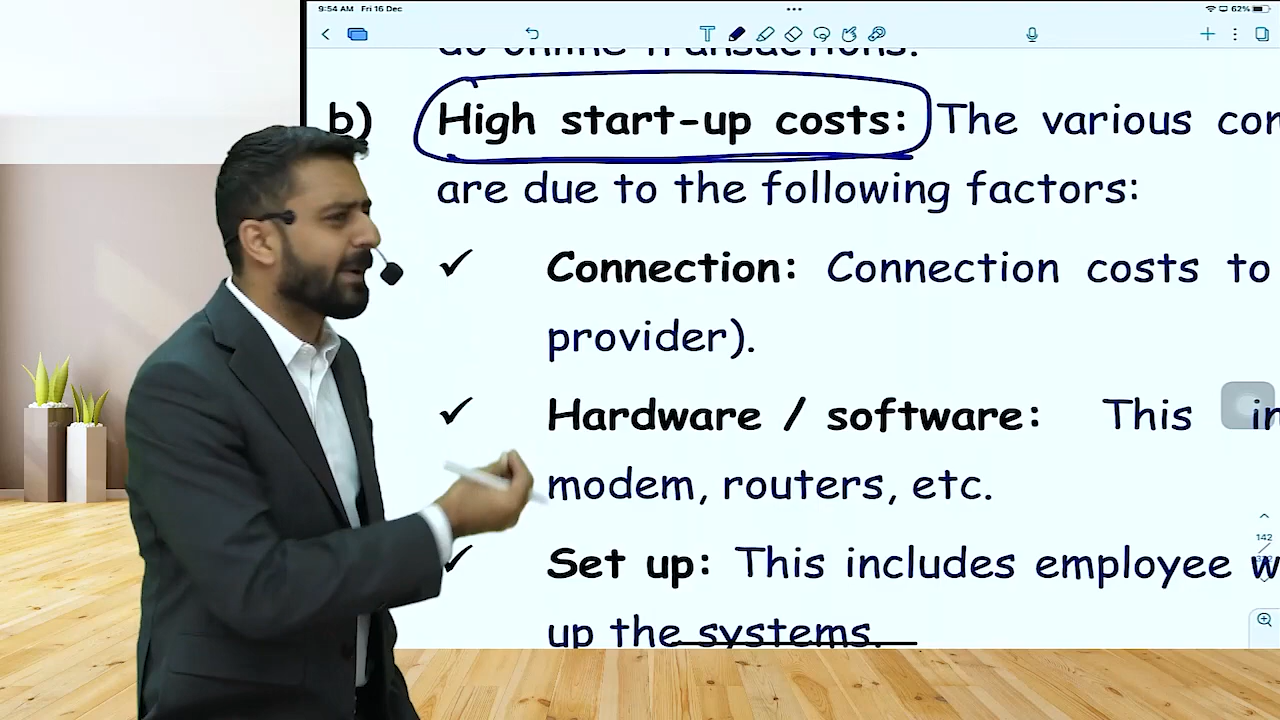 9:54 AM Fri 16 Dec
62%
do online transactions.
b) High start-up costs: The various
are due to the following factors:
✓ Connection: Connection costs to
provider).
✓ Hardware / software: This
modem, routers, etc.
✓ Set up: This includes employee
up the systems.
142